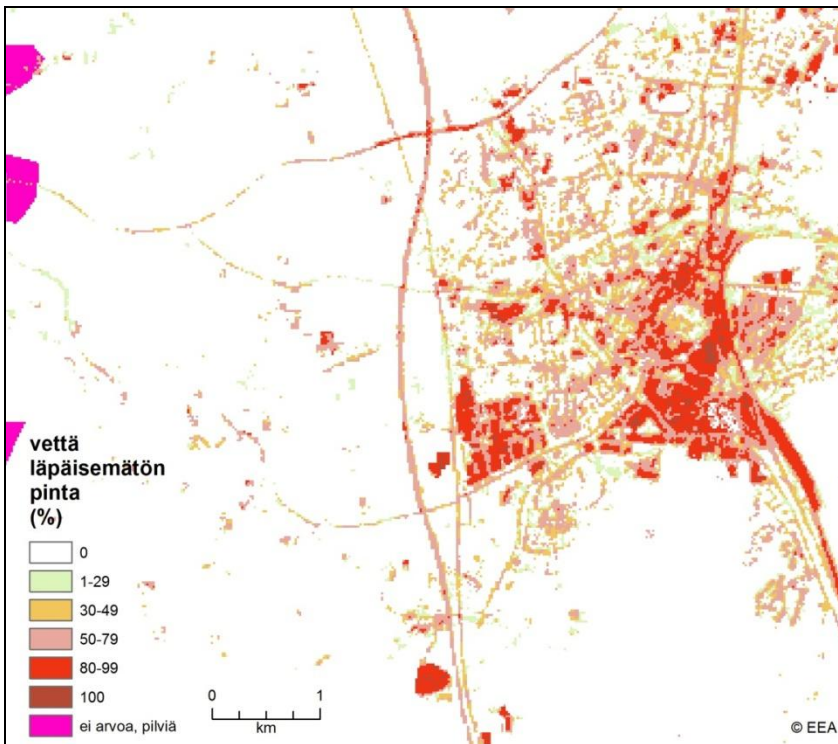 vettä
läpäisemätön
pinta
(%)
0
1-29
30-49
50-79
80-99
100
ei arvoa, pilviä
0 1
km
© EEA